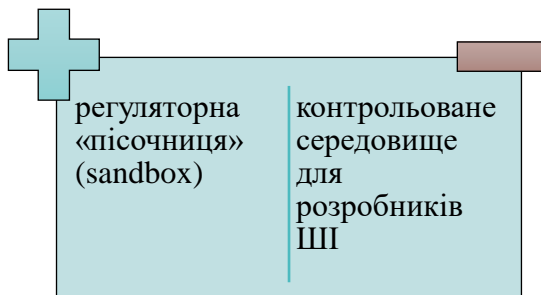 регуляторна
«пісочниця»
(sandbox)
контрольоване
середовище
для
розробників
ШІ